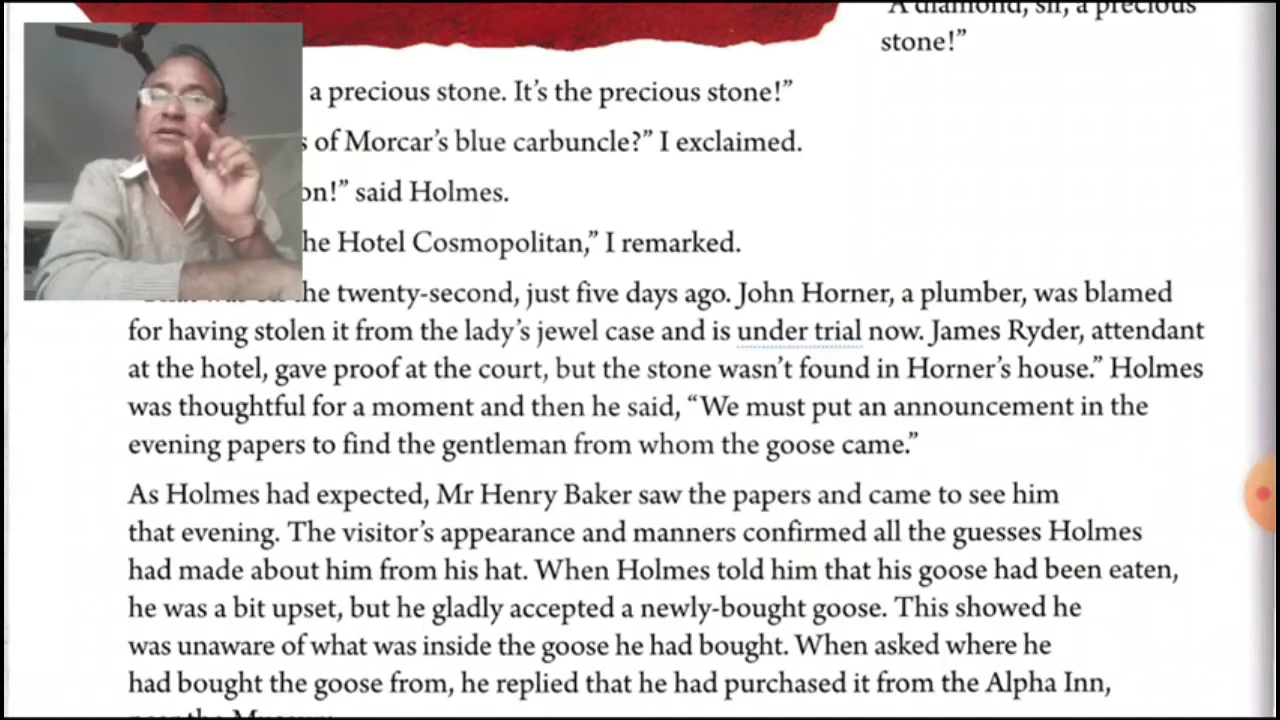 "A diamond, sir, a precious
stone!"
a precious stone. It's the precious stone!"
of Morcar's blue carbuncle?" I exclaimed.
said Holmes.
the Hotel Cosmopolitan," I remarked.
the twenty-second, just five days ago. John Horner, a plumber, was blamed
for having stolen it from the lady's jewel case and is under trial now. James Ryder, attendant
at the hotel, gave proof at the court, but the stone wasn't found in Horner's house." Holmes
was thoughtful for a moment and then he said, "We must put an announcement in the
evening papers to find the gentleman from whom the goose came."
As Holmes had expected, Mr Henry Baker saw the papers and came to see him
that evening. The visitor's appearance and manners confirmed all the guesses Holmes
had made about him from his hat. When Holmes told him that his goose had been eaten,
he was a bit upset, but he gladly accepted a newly-bought goose. This showed he
was unaware of what was inside the goose he had bought. When asked where he
had bought the goose from, he replied that he had purchased it from the Alpha Inn,
near the Museum